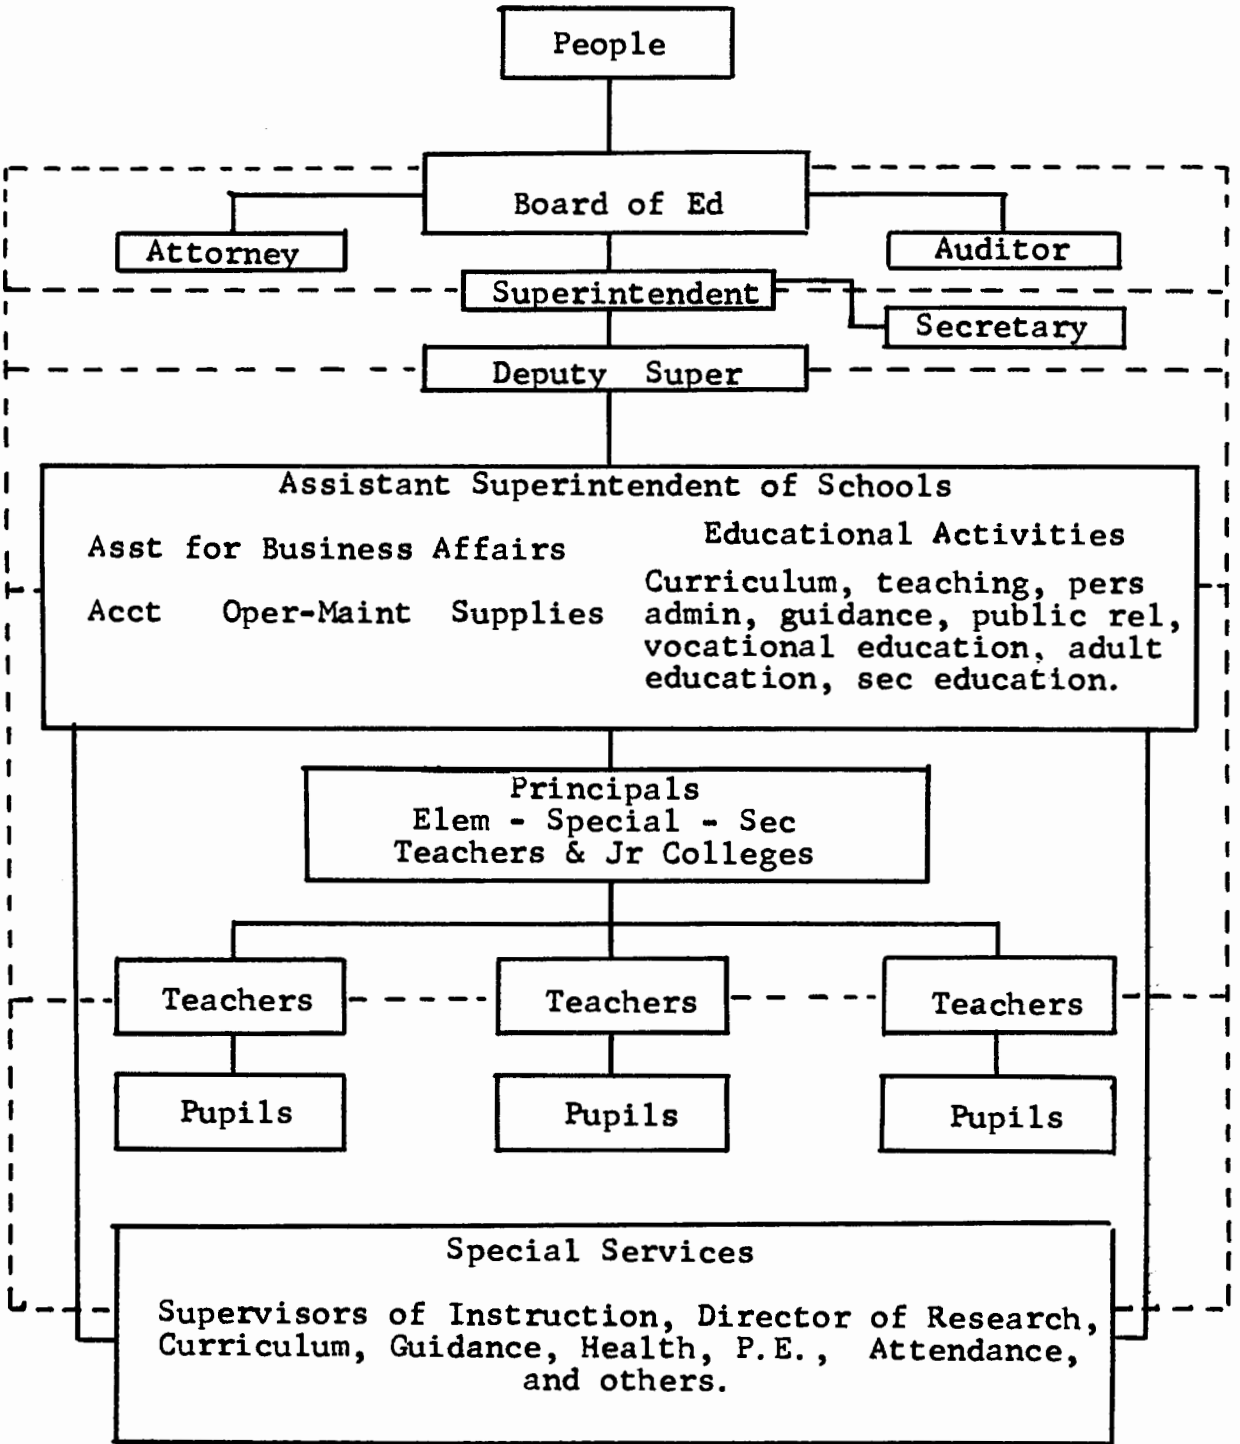 People
Board of Ed
Attorney
Auditor
Superintendent
Secretary
Deputy Super
Assistant Superintendent of Schools
Asst for Business Affairs
Acct Oper-Maint Supplies
Educational Activities
Curriculum, teaching, pers
admin, guidance, public rel,
vocational education, adult
education, sec education.
Principals
Elem - Special - Sec
Teachers & Jr Colleges
Teachers
Teachers
Teachers
Pupils
Pupils
Pupils
Special Services
Supervisors of Instruction, Director of Research,
Curriculum, Guidance, Health, P.E., Attendance,
and others.